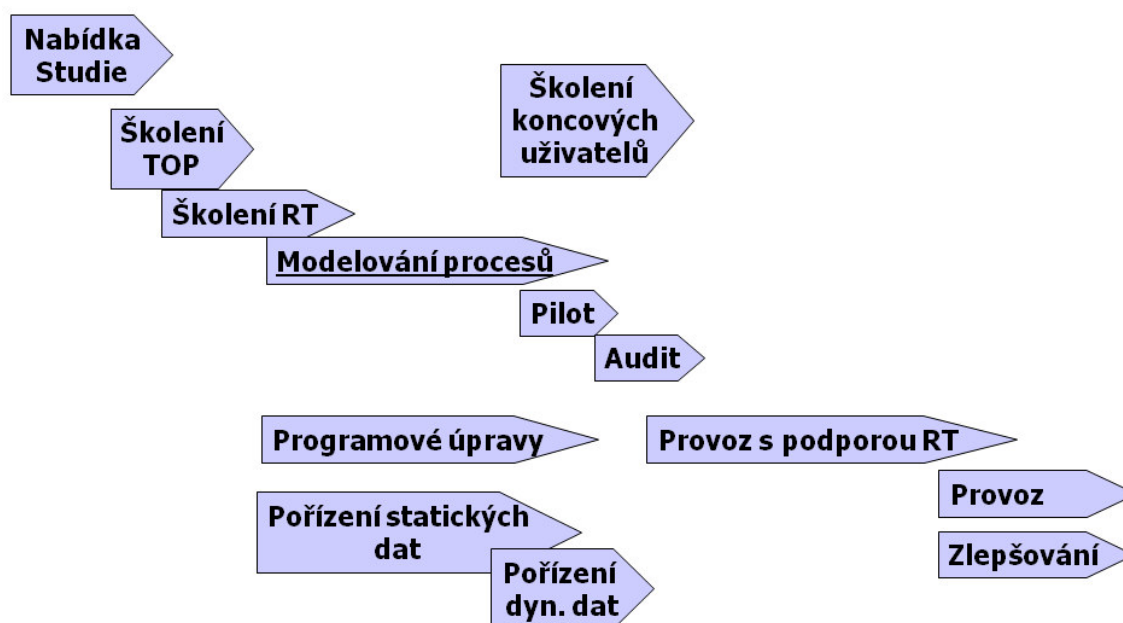 Nabídka
Studie
Školení
koncových
uživatelů
Školení
TOP
Školení RT
Modelování procesů
Pilot
Audit
Programové úpravy
Provoz s podporou RT
Provoz
Pořízení statických
dat
Zlepšování
Pořízení
dyn. dat